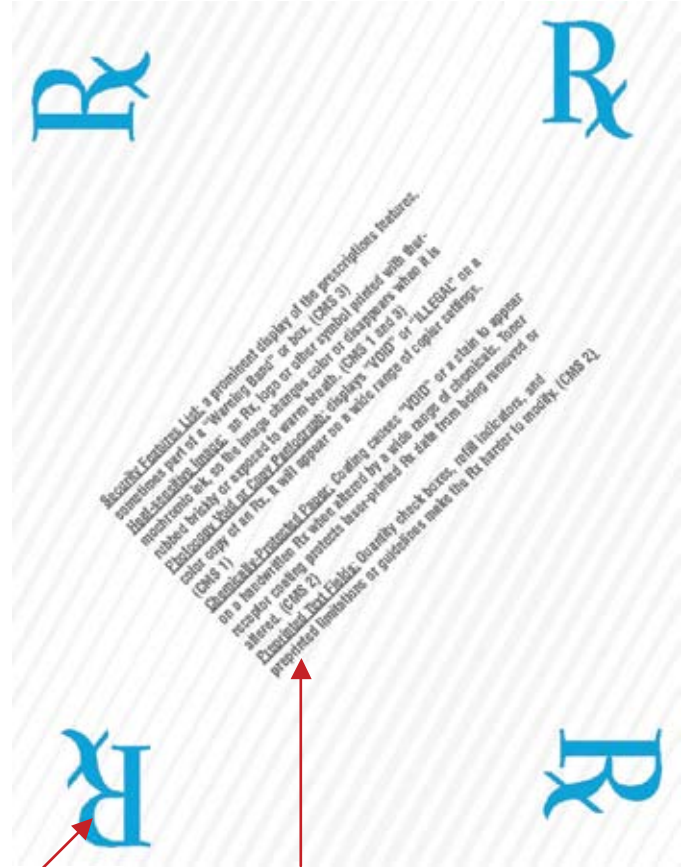 Rx
Rx
Security Features List: a prominent display of the prescriptions features,
sometimes part of a "Warning Band" or box. (CMS 3)
Heat-sensitive Image: an Rx, logo or other symbol printed with ther-
mochromic ink, so the image changes color or disappears when it is
rubbed briskly or exposed to warm breath. (CMS 1 and 3)
Photocopy Void or Copy Pantograph: displays "VOID" or "ILLEGAL" on a
color copy of an Rx. It will appear on a wide range of copier settings.
(CMS 1)
Chemically-Protected Paper: Coating causes "VOID" or a stain to appear
on a handwritten Rx when altered by a wide range of chemicals. Toner
receptor coating protects laser-printed Rx data from being removed or
altered. (CMS 2)
Preprinted Text Fields: Quantity check boxes, refill indicators, and
preprinted limitations or guidelines make the Rx harder to modify. (CMS 2)
Rx
Rx